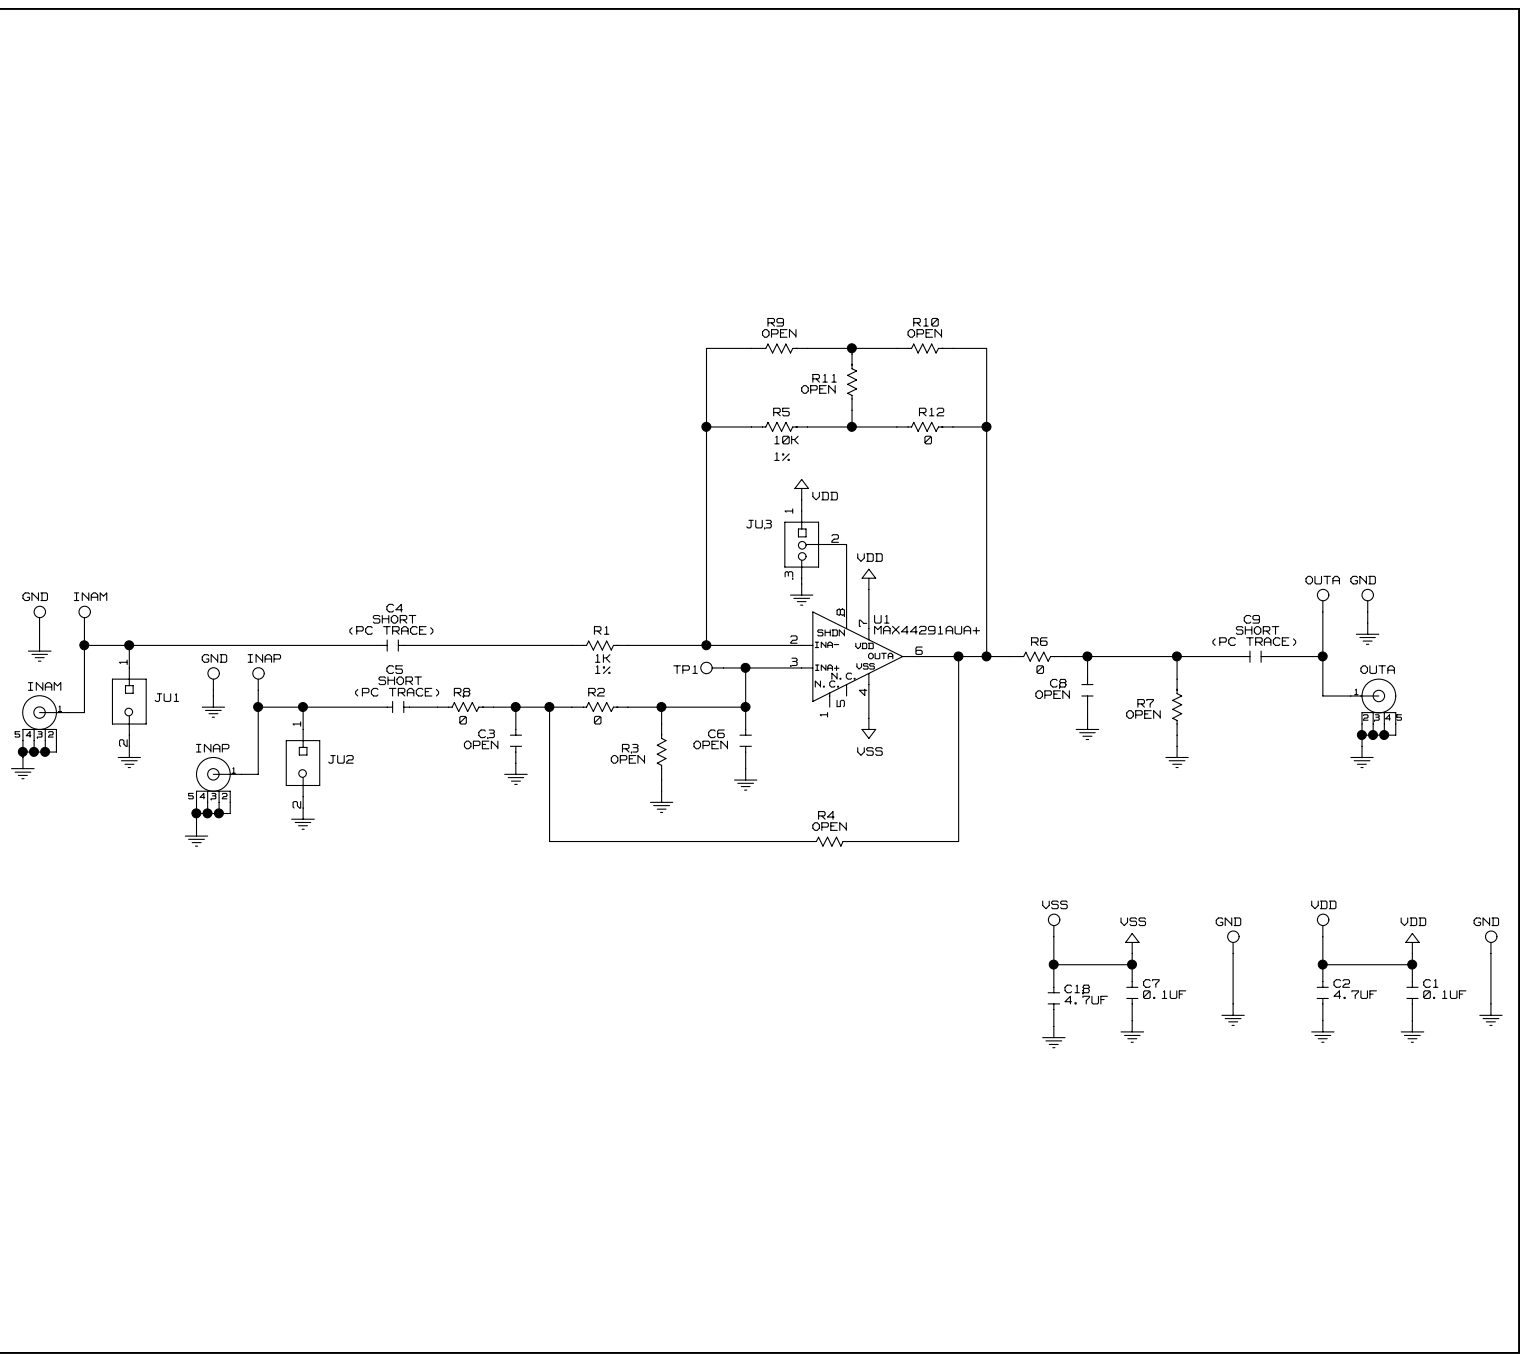 R9
OPEN
R10
OPEN
R11
OPEN
R5
10K
1%
R12
0
VDD
1
JU3
2
3
VDD
GND
INAM
C4
SHORT
(PC TRACE)
R1
1K
1%
8
7
U1
MAX44291AUA+
SHDN
2
INA-
VDD
OUTA
6
3
INA+
VSS
N.C.
N.C.
1
5
4
VSS
TP1
R6
0
C8
OPEN
R7
OPEN
C9
SHORT
(PC TRACE)
OUTA
GND
OUTA
1
2
3
4
5
1
JU1
2
INAM
1
5
4
3
2
GND
INAP
C5
SHORT
(PC TRACE)
R8
0
R2
0
C3
OPEN
R3
OPEN
C6
OPEN
1
JU2
2
INAP
1
5
4
3
2
R4
OPEN
VSS
VSS
GND
VDD
VDD
GND
C18
4.7UF
C7
0.1UF
C2
4.7UF
C1
0.1UF